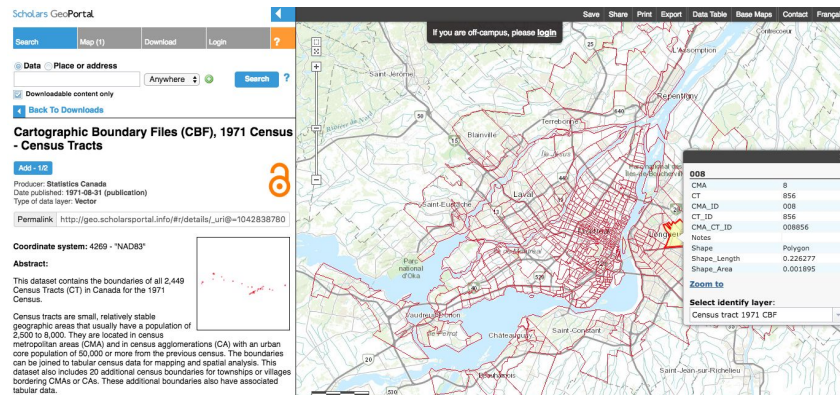 Scholars GeoPortal
Save Share Print Export Data Table Base Maps Contact Français
If you are off-campus, please login
Search Map (1) Download Login ?
Data Place or address
Anywhere Search ?
Downloadable content only
Back To Downloads
Cartographic Boundary Files (CBF), 1971 Census
- Census Tracts
Add - 1/2
Producer: Statistics Canada
Date published: 1971-08-31 (publication)
Type of data layer: Vector
Permalink http://geo.scholarsportal.info/#r/details/_uri@=1042838780
Coordinate system: 4269 - "NAD83"
Abstract:
This dataset contains the boundaries of all 2,449
Census Tracts (CT) in Canada for the 1971
Census.
Census tracts are small, relatively stable
geographic areas that usually have a population of
2,500 to 8,000. They are located in census
metropolitan areas (CMA) and in census agglomerations (CA) with an urban
core population of 50,000 or more from the previous census. The boundaries
can be joined to tabular census data for mapping and spatial analysis. This
dataset also includes 20 additional census boundaries for townships or villages
bordering CMAs or CAs. These additional boundaries also have associated
tabular data.
Contrecoeur
25
L'Assomption
Saint-Jérôme
Repentigny
640
50
Terrebonne
15
Blainville
Laval
Saint-Eustache
Parc
national
d'Oka
520
40
Châteauguay
Saint-Constant
20
Beauharnois
530
Saint-Jean-sur-Richelieu
008
CMA 8
CT 856
CMA_ID 008
CT_ID 856
CMA_CT_ID 008856
Notes
Shape Polygon
Shape_Length 0.226277
Shape_Area 0.001895
Zoom to
Select identify layer:
Census tract 1971 CBF